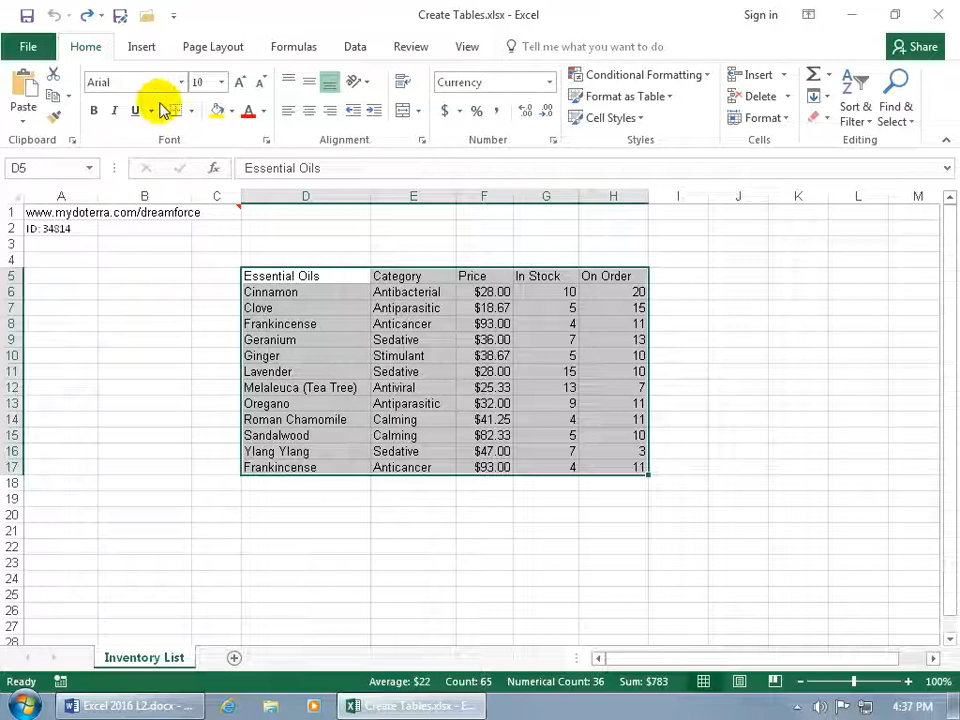 Create Tables.xlsx - Excel
Sign in
File Home Insert Page Layout Formulas Data Review View Tell me what you want to do... Share
Paste
Arial 10
B I U
Currency
$ % ,
Conditional Formatting
Format as Table
Cell Styles
Insert
Delete
Format
Sort & Filter
Find & Select
Clipboard Font Alignment Number Styles Cells Editing
D5 fx Essential Oils
A B C D E F G H I J K L M
1 www.mydoterra.com/dreamforce
2 ID: 34814
3
4
5 Essential Oils Category Price In Stock On Order
6 Cinnamon Antibacterial $28.00 10 20
7 Clove Antiparasitic $18.67 5 15
8 Frankincense Anticancer $93.00 4 11
9 Geranium Sedative $36.00 7 13
10 Ginger Stimulant $38.67 5 10
11 Lavender Sedative $28.00 15 10
12 Melaleuca (Tea Tree) Antiviral $25.33 13 7
13 Oregano Antiparasitic $32.00 9 11
14 Roman Chamomile Calming $41.25 4 11
15 Sandalwood Calming $82.33 5 10
16 Ylang Ylang Sedative $47.00 7 3
17 Frankincense Anticancer $93.00 4 11
18
19
20
21
22
23
24
25
26
27
28
Inventory List
Ready Average: $22 Count: 65 Numerical Count: 36 Sum: $783 100%
Excel 2016 L2.docx - ... Create Tables.xlsx - ... 4:37 PM